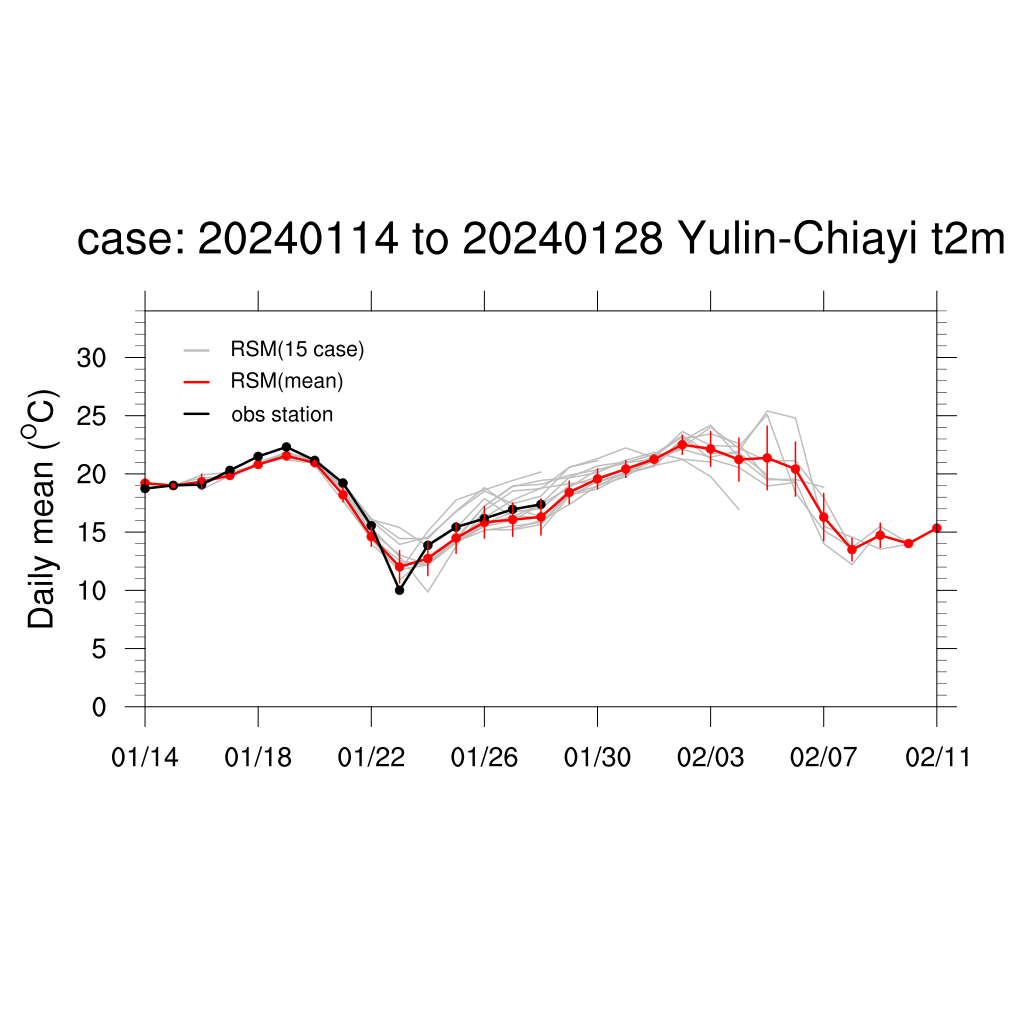 case: 20240114 to 20240128 Yulin-Chiayi t2m
RSM(15 case)
RSM(mean)
obs station
Daily mean (°C)
30
25
20
15
10
5
0
01/14 01/18 01/22 01/26 01/30 02/03 02/07 02/11